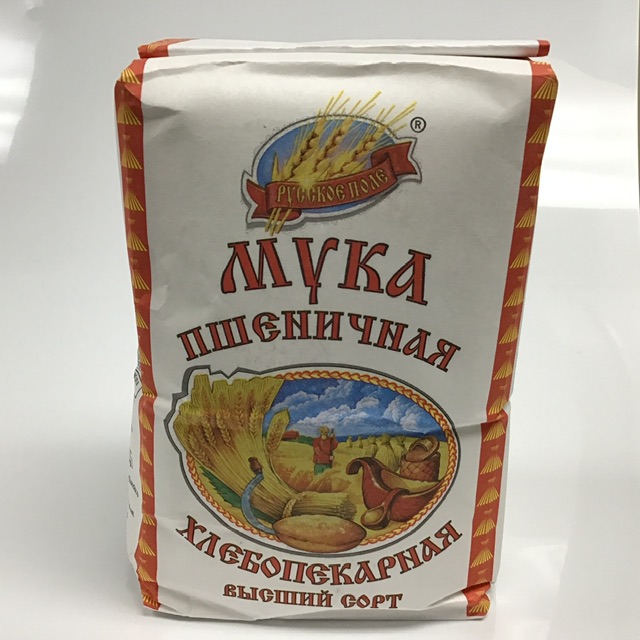 ®
РУССКОЕ ПОЛЕ
МУКА
ПШЕНИЧНАЯ
ХЛЕБОПЕКАРНАЯ
ВЫСШИЙ СОРТ